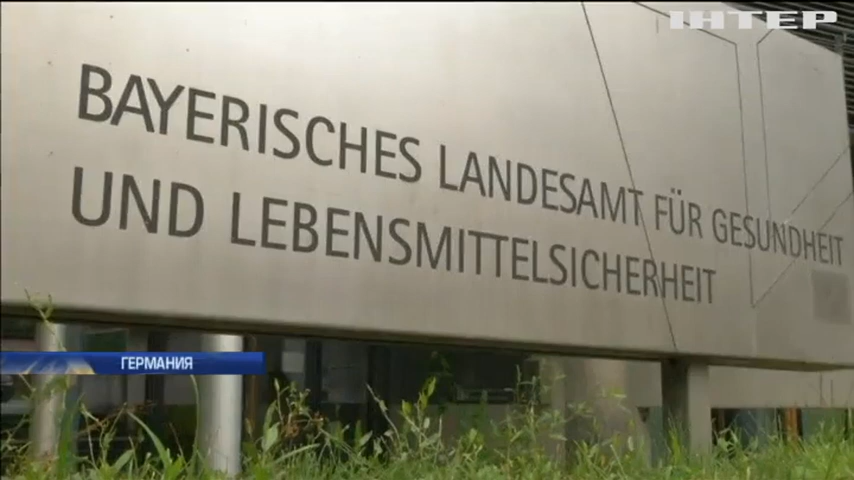 ІНТЕР
BAYERISCHES LANDESAMT FÜR GESUNDHEIT
UND LEBENSMITTELSICHERHEIT
ГЕРМАНИЯ